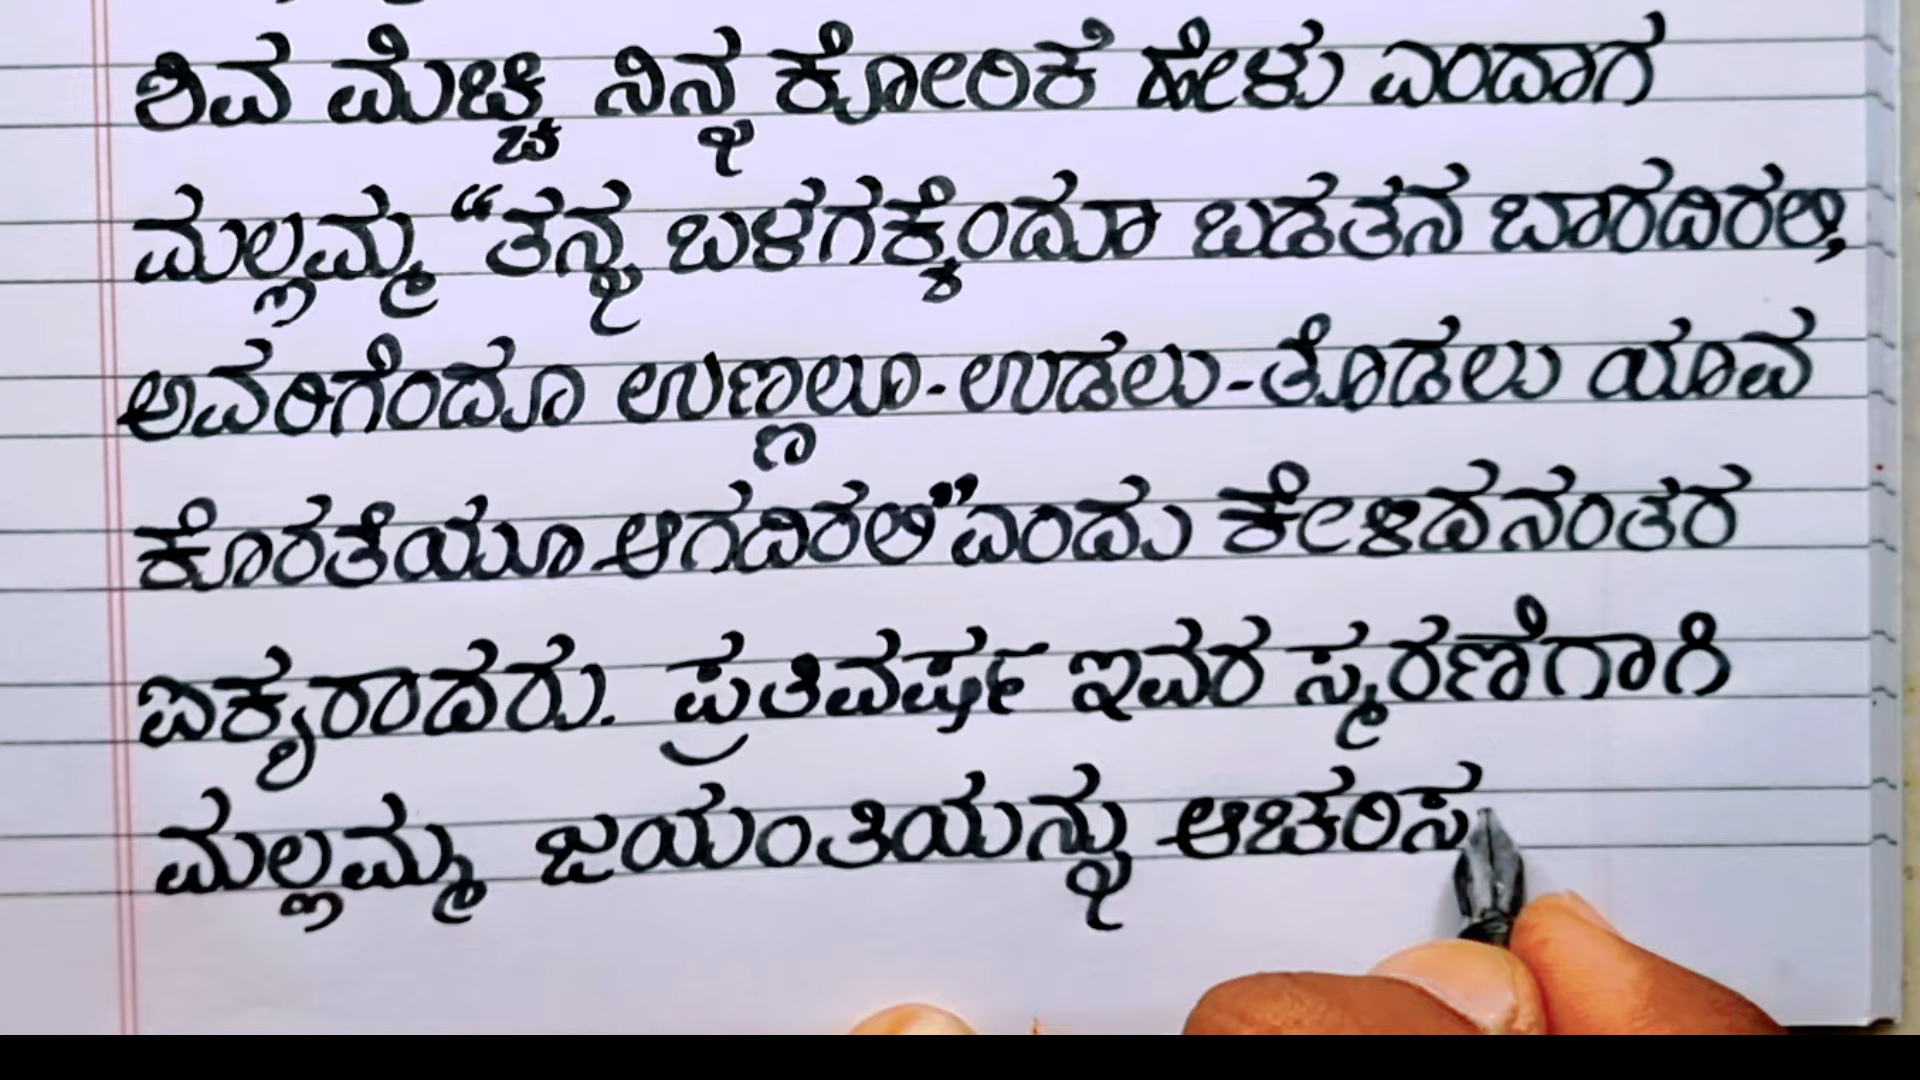 ಶಿವ ಮೆಚ್ಚಿ ನಿನ್ನ ಕೋರಿಕೆ ಹೇಳು ಎಂದಾಗ
ಮಲ್ಲಮ್ಮ “ತನ್ನ ಬಳಗಕ್ಕೆಂದೂ ಬಡತನ ಬಾರದಿರಲಿ,
ಅವರಿಗೆಂದೂ ಉಣ್ಣಲೂ-ಉಡಲು-ತೊಡಲು ಯಾವ
ಕೊರತೆಯೂ ಆಗದಿರಲಿ” ಎಂದು ಕೇಳಿದನಂತರ
ಐಕ್ಯರಾದರು. ಪ್ರತಿವರ್ಷ ಇವರ ಸ್ಮರಣೆಗಾಗಿ
ಮಲ್ಲಮ್ಮ ಜಯಂತಿಯನ್ನು ಆಚರಿಸ